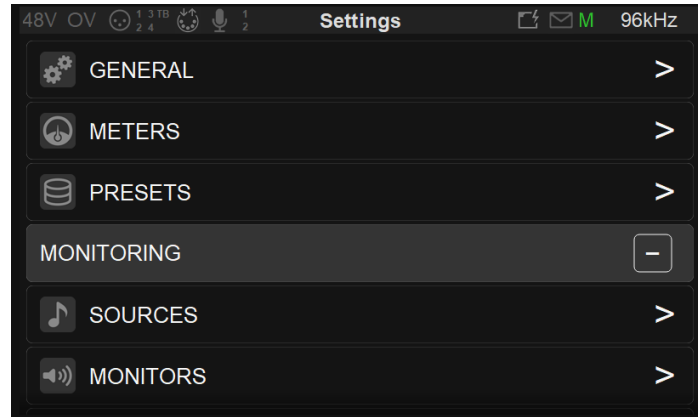 48V OV 1 3 TB 2 4 1 2 Settings M 96kHz
GENERAL >
METERS >
PRESETS >
MONITORING −
SOURCES >
MONITORS >